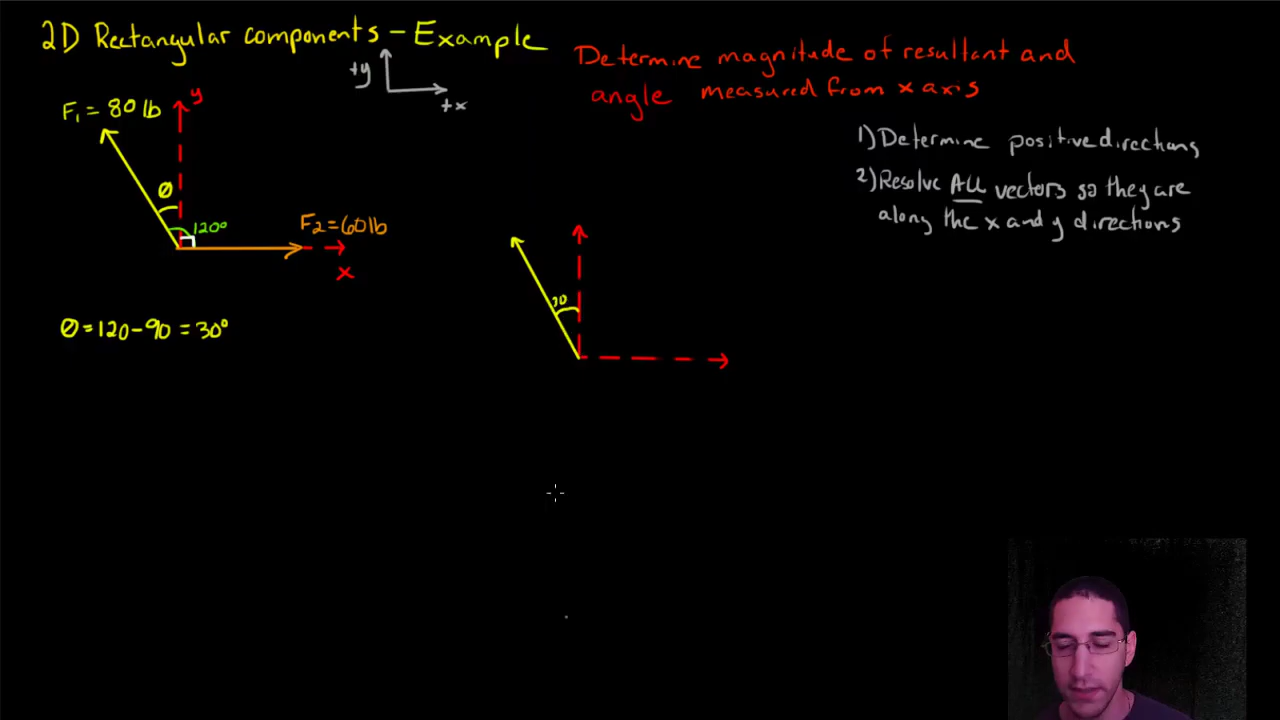 2D Rectangular components - Example
Determine magnitude of resultant and
angle measured from x axis
+y
+x
1) Determine positive directions
2) Resolve ALL vectors so they are
along the x and y directions
F1 = 80 lb
y
θ
120°
F2 = 60 lb
x
30
θ = 120 - 90 = 30°